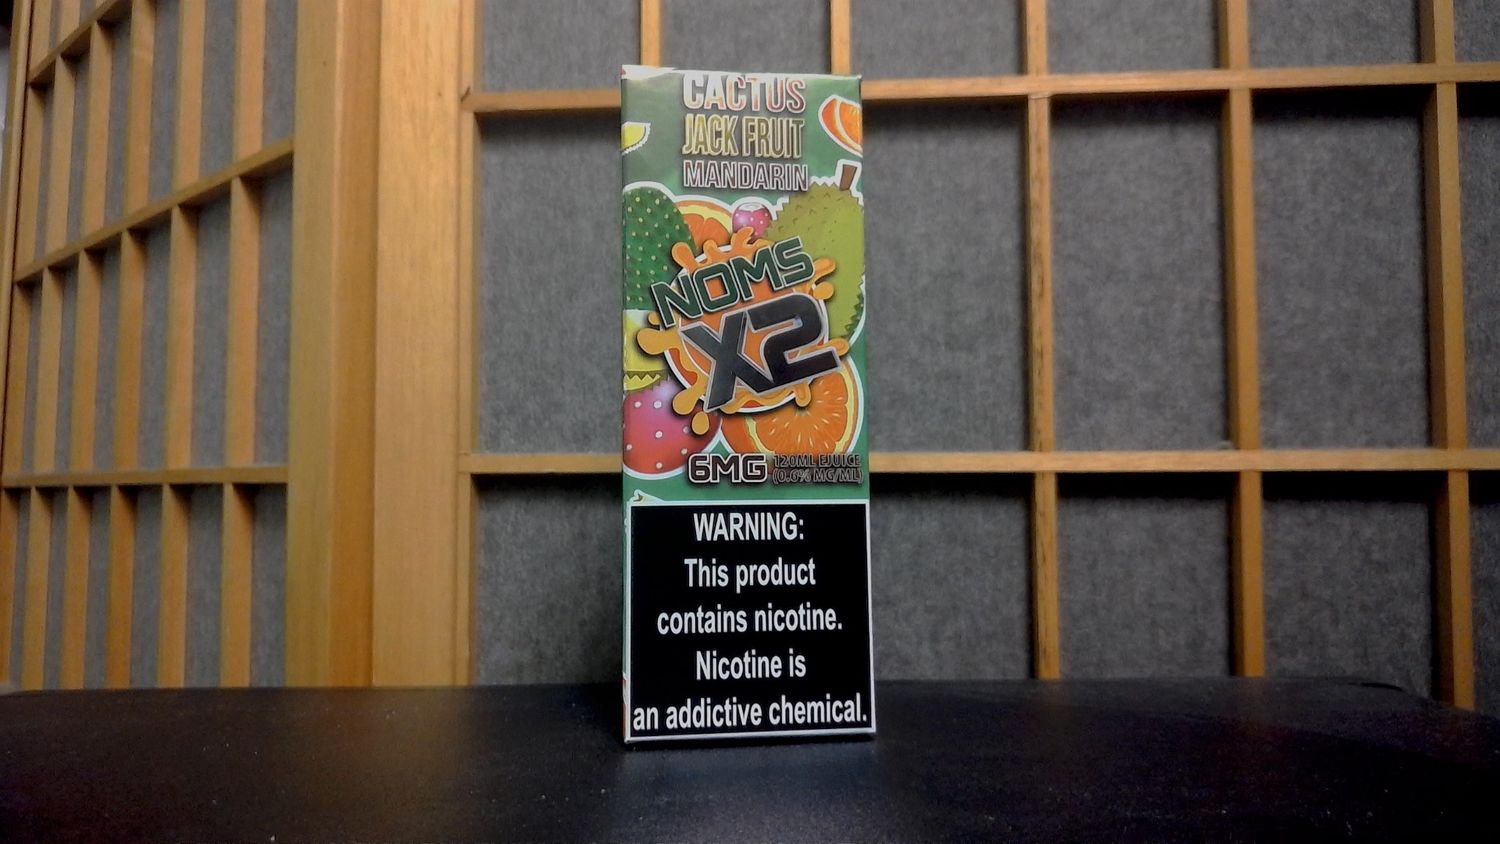 CACTUS
JACK FRUIT
MANDARIN
NOMS
X2
6MG
120ML EJUICE
(0.6% MG/ML)
WARNING:
This product
contains nicotine.
Nicotine is
an addictive chemical.